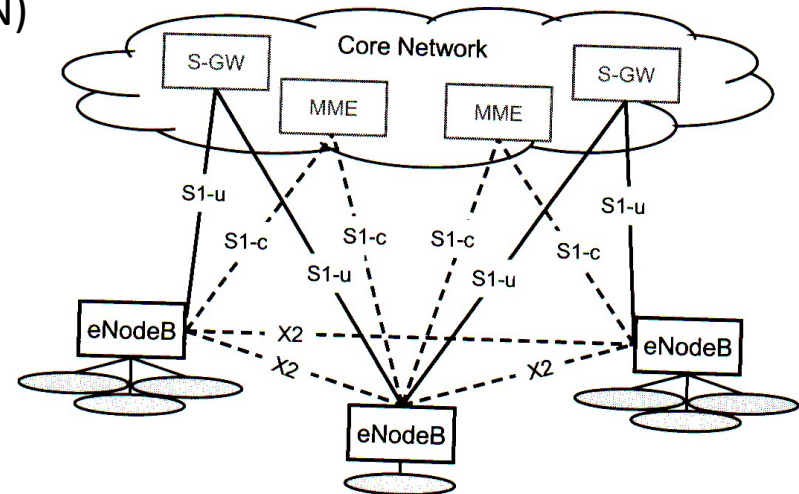 N)
Core Network
S-GW
S-GW
MME
MME
S1-u
S1-u
S1-c
S1-c
S1-c
S1-c
S1-u
S1-u
eNodeB
X2
eNodeB
X2
X2
eNodeB